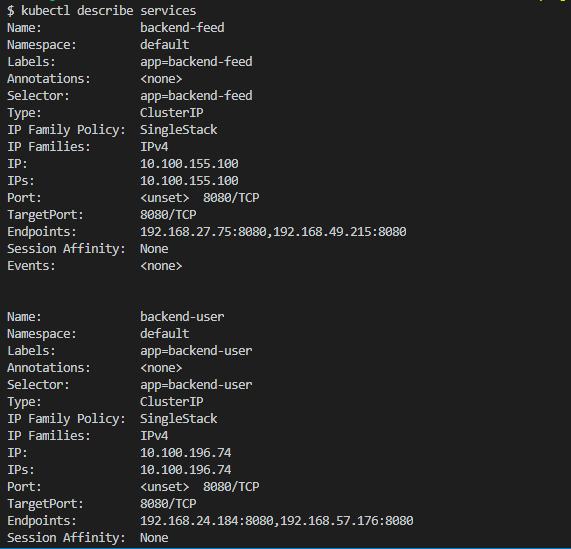 $ kubectl describe services
Name:              backend-feed
Namespace:         default
Labels:            app=backend-feed
Annotations:       <none>
Selector:          app=backend-feed
Type:              ClusterIP
IP Family Policy:  SingleStack
IP Families:       IPv4
IP:                10.100.155.100
IPs:               10.100.155.100
Port:              <unset>  8080/TCP
TargetPort:        8080/TCP
Endpoints:         192.168.27.75:8080,192.168.49.215:8080
Session Affinity:  None
Events:            <none>
Name:              backend-user
Namespace:         default
Labels:            app=backend-user
Annotations:       <none>
Selector:          app=backend-user
Type:              ClusterIP
IP Family Policy:  SingleStack
IP Families:       IPv4
IP:                10.100.196.74
IPs:               10.100.196.74
Port:              <unset>  8080/TCP
TargetPort:        8080/TCP
Endpoints:         192.168.24.184:8080,192.168.57.176:8080
Session Affinity:  None